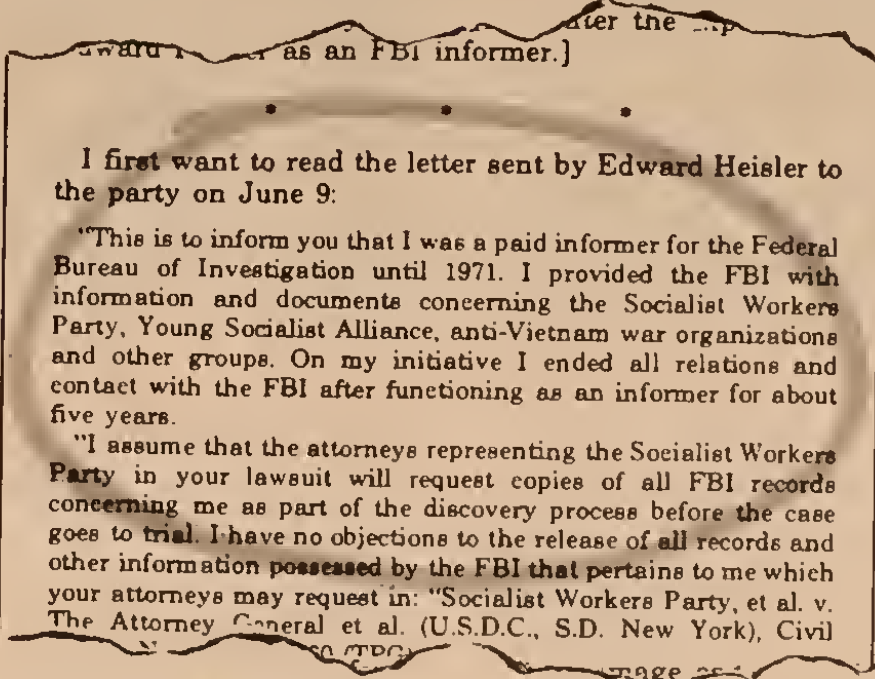 ter the
as an FBI informer.]
• • •
I first want to read the letter sent by Edward Heisler to
the party on June 9:
"This is to inform you that I was a paid informer for the Federal
Bureau of Investigation until 1971. I provided the FBI with
information and documents concerning the Socialist Workers
Party, Young Socialist Alliance, anti-Vietnam war organizations
and other groups. On my initiative I ended all relations and
contact with the FBI after functioning as an informer for about
five years.
"I assume that the attorneys representing the Socialist Workers
Party in your lawsuit will request copies of all FBI records
concerning me as part of the discovery process before the case
goes to trial. I have no objections to the release of all records and
other information possessed by the FBI that pertains to me which
your attorneys may request in: "Socialist Workers Party, et al. v.
The Attorney General et al. (U.S.D.C., S.D. New York), Civil